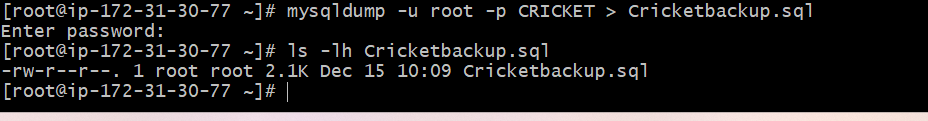 [root@ip-172-31-30-77 ~]# mysqldump -u root -p CRICKET > Cricketbackup.sql
Enter password:
[root@ip-172-31-30-77 ~]# ls -lh Cricketbackup.sql
-rw-r--r--. 1 root root 2.1K Dec 15 10:09 Cricketbackup.sql
[root@ip-172-31-30-77 ~]#